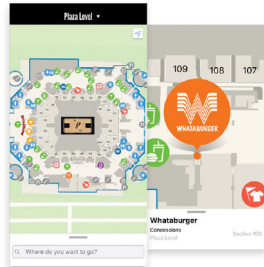 Plaza Level
Where do you want to go?
109
108
107
WHATABURGER
Whataburger
Concessions
Plaza Level
Section 109